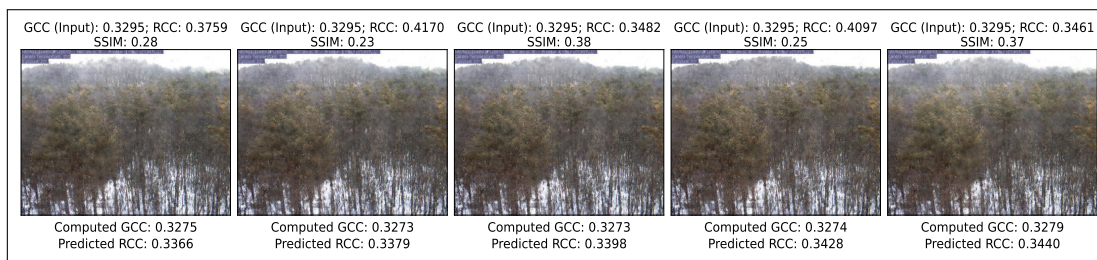 GCC (Input): 0.3295; RCC: 0.3759
SSIM: 0.28
Computed GCC: 0.3275
Predicted RCC: 0.3366
GCC (Input): 0.3295; RCC: 0.4170
SSIM: 0.23
Computed GCC: 0.3273
Predicted RCC: 0.3379
GCC (Input): 0.3295; RCC: 0.3482
SSIM: 0.38
Computed GCC: 0.3273
Predicted RCC: 0.3398
GCC (Input): 0.3295; RCC: 0.4097
SSIM: 0.25
Computed GCC: 0.3274
Predicted RCC: 0.3428
GCC (Input): 0.3295; RCC: 0.3461
SSIM: 0.37
Computed GCC: 0.3279
Predicted RCC: 0.3440